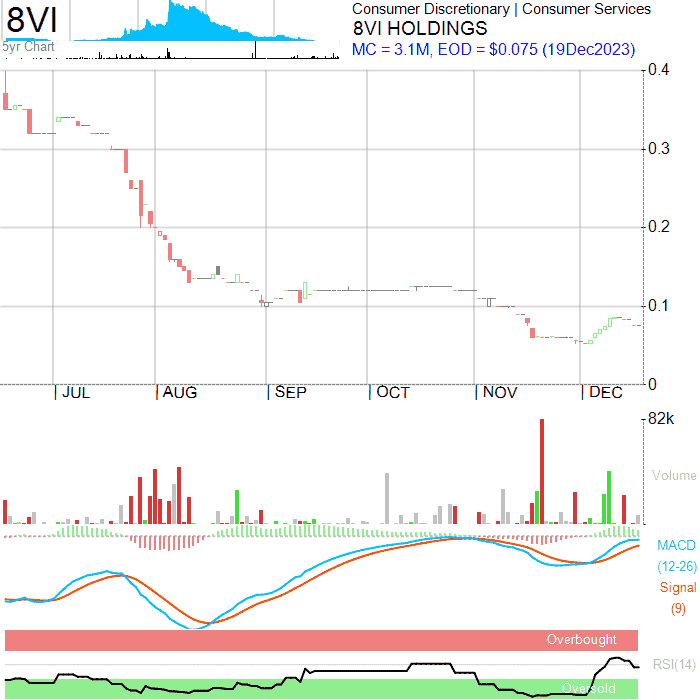 8VI
5yr Chart
Consumer Discretionary | Consumer Services
8VI HOLDINGS
MC = 3.1M, EOD = $0.075 (19Dec2023)
0.4
0.3
0.2
0.1
0
JUL AUG SEP OCT NOV DEC
82k
Volume
MACD
(12-26)
Signal
(9)
Overbought
RSI(14)
Oversold